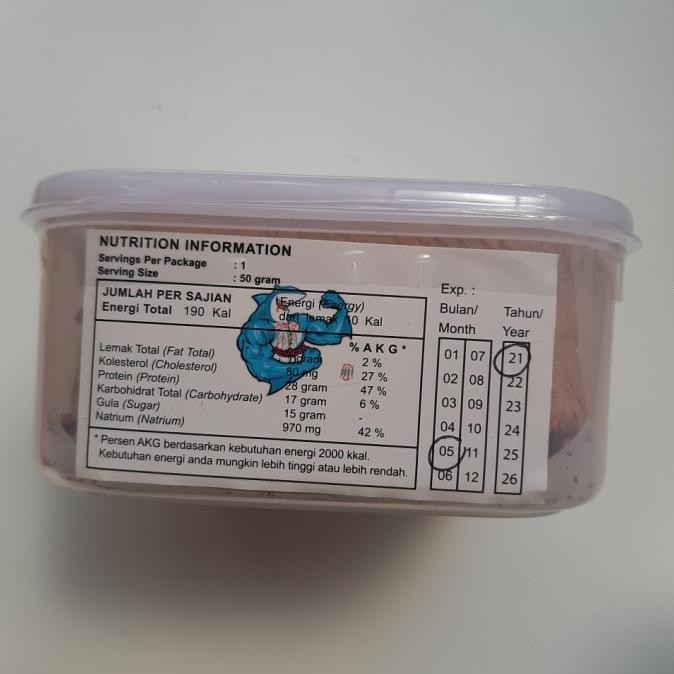 NUTRITION INFORMATION
Servings Per Package : 1
Serving Size : 50 gram
JUMLAH PER SAJIAN
Energi Total 190 Kal
Energi (Energy)
dari lemak 10 Kal
% A K G *
Lemak Total (Fat Total) gram 2 %
Kolesterol (Cholesterol) 80 mg 27 %
Protein (Protein) 28 gram 47 %
Karbohidrat Total (Carbohydrate) 17 gram 6 %
Gula (Sugar) 15 gram -
Natrium (Natrium) 970 mg 42 %
* Persen AKG berdasarkan kebutuhan energi 2000 kkal.
Kebutuhan energi anda mungkin lebih tinggi atau lebih rendah.
Exp. :
Bulan/ Tahun/
Month Year
01 07 21
02 08 22
03 09 23
04 10 24
05 11 25
06 12 26